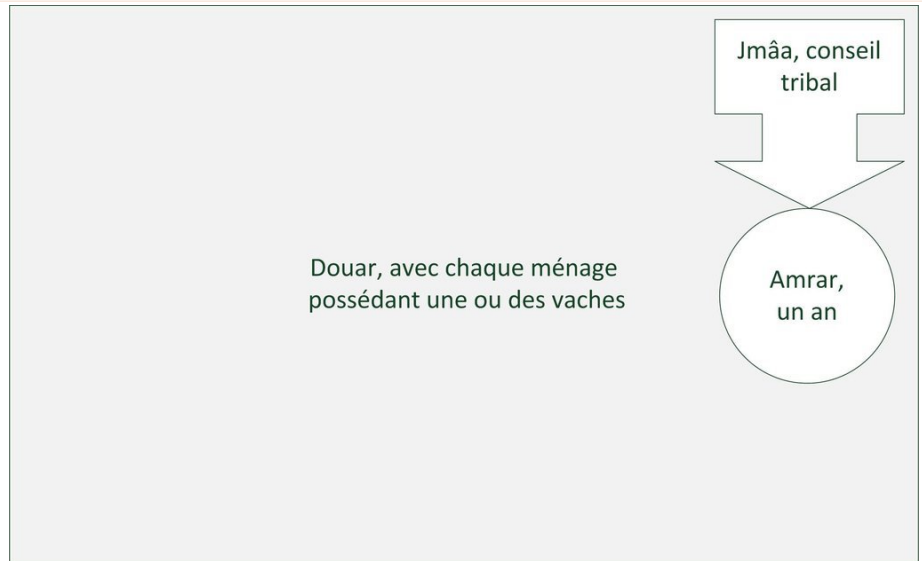 Jmâa, conseil
tribal
Douar, avec chaque ménage
possédant une ou des vaches
Amrar,
un an